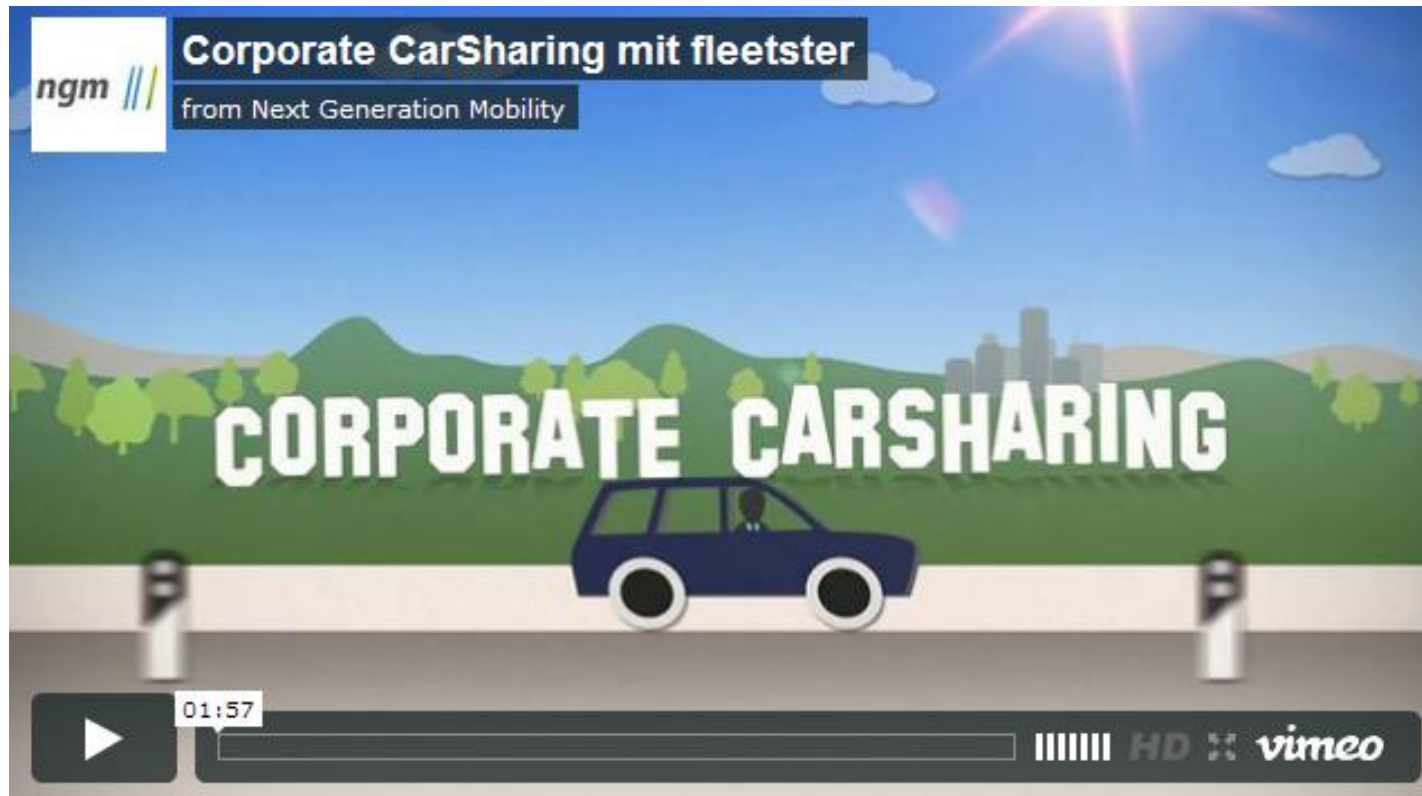 ngm
Corporate CarSharing mit fleetster
from Next Generation Mobility
CORPORATE CARSHARING
01:57
HD vimeo